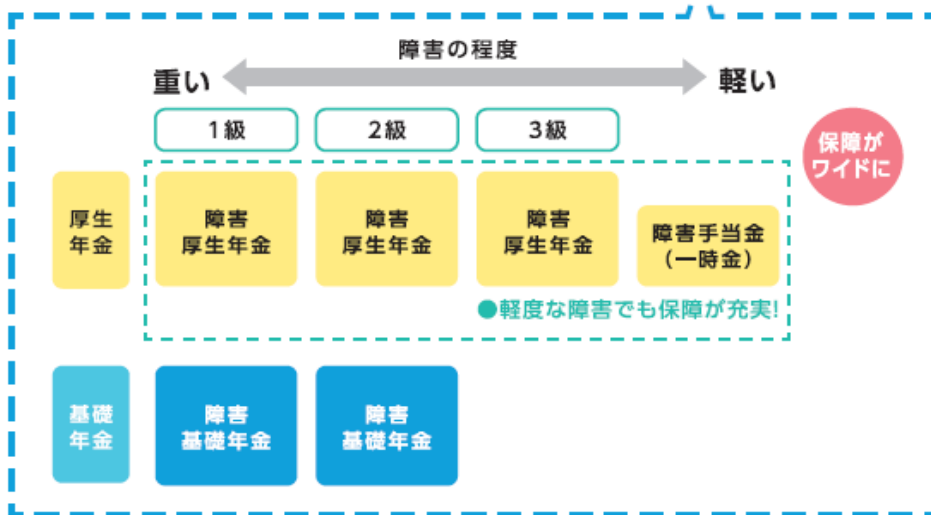 障害の程度
重い
軽い
1級
2級
3級
保障が
ワイドに
厚生
年金
障害
厚生年金
障害
厚生年金
障害
厚生年金
障害手当金
(一時金)
●軽度な障害でも保障が充実!
基礎
年金
障害
基礎年金
障害
基礎年金